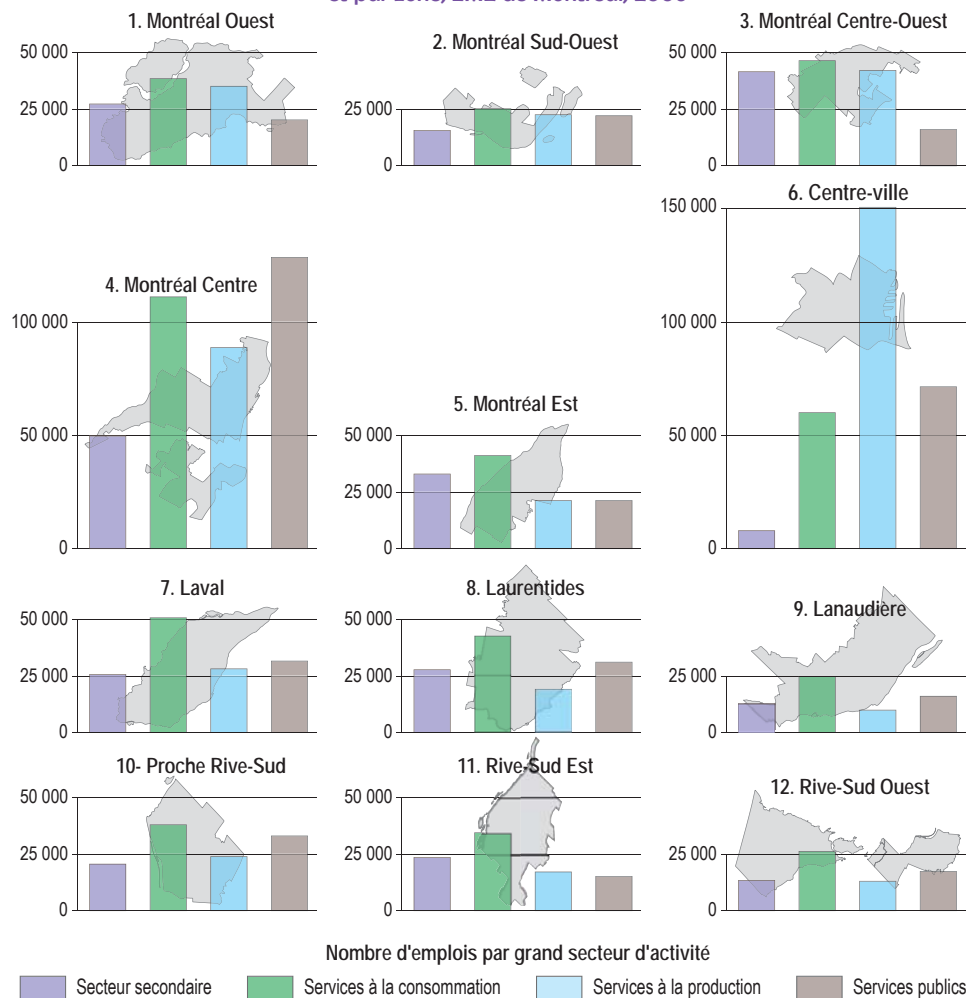 et par zone, de Montréal,
1. Montréal Ouest
50 000
25 000
0
2. Montréal Sud-Ouest
25 000
0
3. Montréal Centre-Ouest
50 000
25 000
0
4. Montréal Centre
100 000
50 000
0
5. Montréal Est
50 000
25 000
0
6. Centre-ville
150 000
100 000
50 000
0
7. Laval
50 000
25 000
0
8. Laurentides
50 000
25 000
0
9. Lanaudière
25 000
0
10- Proche Rive-Sud
50 000
25 000
0
11. Rive-Sud Est
50 000
25 000
0
12. Rive-Sud Ouest
25 000
0
Nombre d'emplois par grand secteur d'activité
Secteur secondaire
Services à la consommation
Services à la production
Services publics